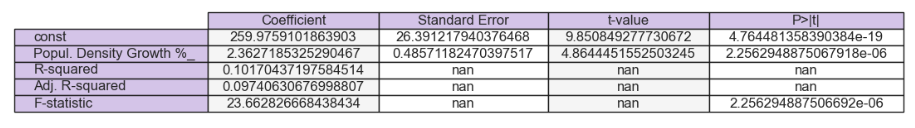 Coefficient Standard Error t-value P>|t|
const 259.9759101863903 26.391217940376468 9.850849277730672 4.764481358390384e-19
Popul. Density Growth %_ 2.3627185325290467 0.48571182470397517 4.8644451552503245 2.2562948875067918e-06
R-squared 0.10170437197584514 nan nan nan
Adj. R-squared 0.09740630676998807 nan nan nan
F-statistic 23.662826668438434 nan nan 2.256294887506692e-06